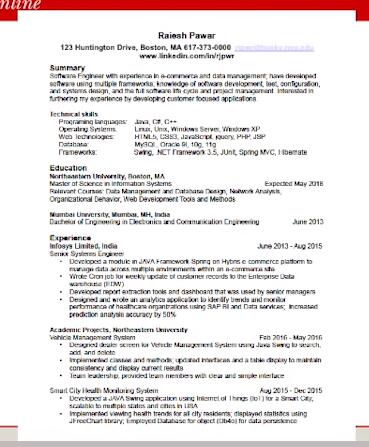 nline
Rajesh Pawar
123 Huntington Drive, Boston, MA 617-373-0000
www.linkedin.com/in/rjpwr
Summary
Software Engineer with experience in e-commerce and data management; have developed
software using multiple frameworks; knowledge of software development, test, configuration,
and systems design, and the full software life cycle and project management. Interested in
furthering my experience by developing customer focused applications.
Technical skills
Programing languages: Java, C#, C++
Operating Systems: Linux, Unix, Windows Server, Windows XP
Web Technologies: HTML5, CSS3, JavaScript, jquery, PHP, JSP
Database: MySQL, Oracle 9i, 10g, 11g
Frameworks: Swing, .NET Framework 3.5, JUnit, Spring MVC, Hibernate
Education
Northeastern University, Boston, MA
Master of Science in Information Systems Expected May 2016
Relevant Courses: Data Management and Database Design, Network Analysis,
Organizational Behavior, Web Development Tools and Methods
Mumbai University, Mumbai, MH, India
Bachelor of Engineering in Electronics and Communication Engineering June 2013
Experience
Infosys Limited, India June 2013 - Aug 2015
Senior Systems Engineer
• Developed a module in JAVA Framework Spring on Hybris e-commerce platform to
manage data across multiple environments within an e-commerce site
• Wrote Cron job for weekly update of customer records to the Enterprise Data
warehouse (EDW)
• Developed report extraction tools and dashboard that was used by senior managers
• Designed and wrote an analytics application to identify trends and monitor
performance of healthcare organizations using SAP BI and Data services; increased
prediction analysis accuracy by 50%
Academic Projects, Northeastern University
Vehicle Management System Feb 2016 - May 2016
• Designed dealer screen for Vehicle Management System using Java Swing to search,
add, and delete
• Implemented classes and methods; updated interfaces and a table display to maintain
consistency and display current results
• Team leadership, provided team members with clear and simple interface
Smart City Health Monitoring System Aug 2015 - Dec 2015
• Developed a JAVA Swing application using Internet of Things (IoT) for a Smart City,
scalable to multiple states and cities in USA
• Implemented viewing health trends for all city residents; displayed statistics using
JFreeChart library; Employed Database for object (Db4o) for data persistence